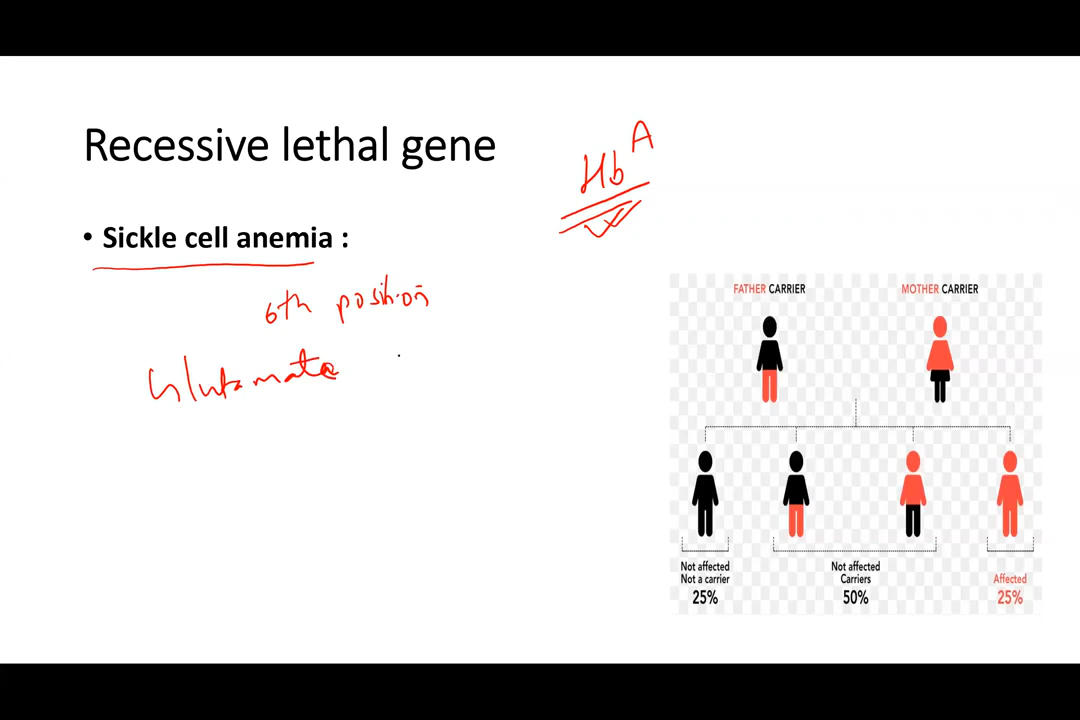 Recessive lethal gene
Hb^A
• Sickle cell anemia :
6th position
Glutamate
FATHER CARRIER
MOTHER CARRIER
Not affected
Not a carrier
25%
Not affected
Carriers
50%
Affected
25%